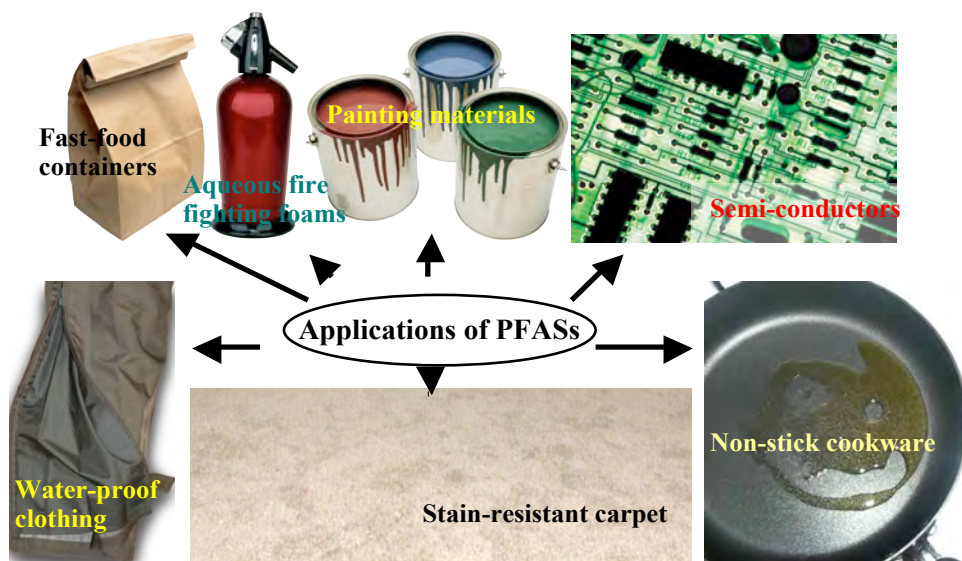 Fast-food
containers
Aqueous fire
fighting foams
Painting materials
Semi-conductors
Applications of PFASs
Water-proof
clothing
Stain-resistant carpet
Non-stick cookware